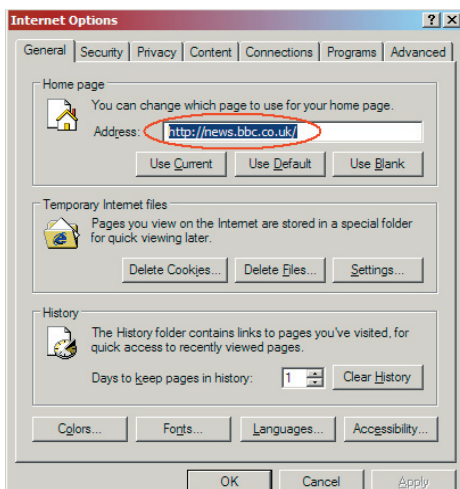 Internet Options
? X
General Security Privacy Content Connections Programs Advanced
Home page
You can change which page to use for your home page.
Address: http://news.bbc.co.uk/
Use Current Use Default Use Blank
Temporary Internet files
Pages you view on the Internet are stored in a special folder
for quick viewing later.
Delete Cookies... Delete Files... Settings...
History
The History folder contains links to pages you've visited, for
quick access to recently viewed pages.
Days to keep pages in history: 1 Clear History
Colors... Fonts... Languages... Accessibility...
OK Cancel Apply